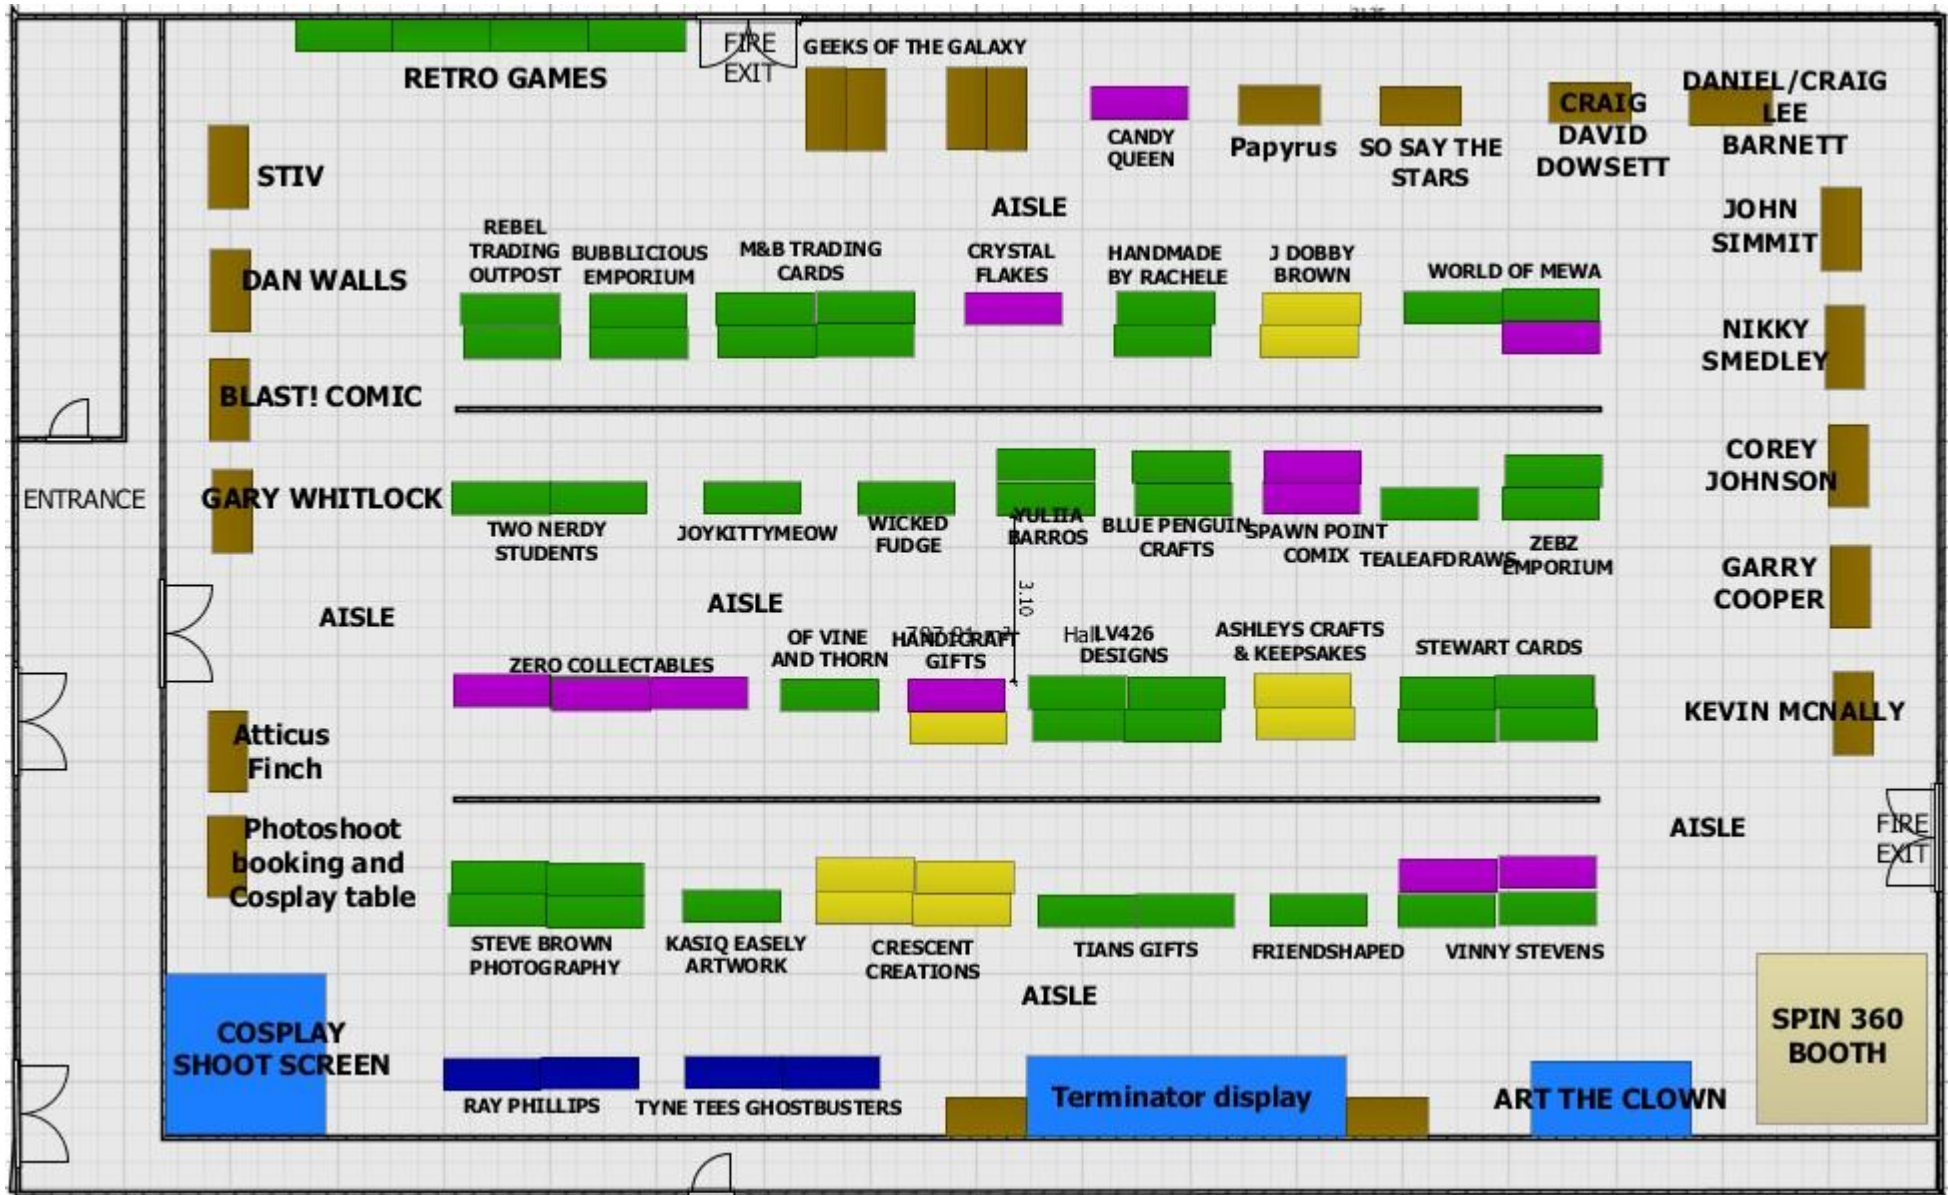 FIRE
EXIT
RETRO GAMES
GEEKS OF THE GALAXY
CANDY
QUEEN
Papyrus
SO SAY THE
STARS
CRAIG
DAVID
DOWSETT
DANIEL/CRAIG
LEE
BARNETT
STIV
AISLE
JOHN
SIMMIT
REBEL
TRADING
OUTPOST
BUBBLICIOUS
EMPORIUM
M&B TRADING
CARDS
CRYSTAL
FLAKES
HANDMADE
BY RACHELE
J DOBBY
BROWN
WORLD OF MEWA
DAN WALLS
NIKKY
SMEDLEY
BLAST! COMIC
COREY
JOHNSON
ENTRANCE
GARY WHITLOCK
TWO NERDY
STUDENTS
JOYKITTYMEOW
WICKED
FUDGE
YULIIA
BARROS
BLUE PENGUIN
CRAFTS
SPAWN POINT
COMIX
TEALEAFDRAWS
ZEBZ
EMPORIUM
GARRY
COOPER
AISLE
AISLE
3.10
Hall
ZERO COLLECTABLES
OF VINE
AND THORN
HANDICRAFT
GIFTS
LV426
DESIGNS
ASHLEYS CRAFTS
& KEEPSAKES
STEWART CARDS
KEVIN MCNALLY
Atticus
Finch
AISLE
FIRE
EXIT
Photoshoot
booking and
Cosplay table
STEVE BROWN
PHOTOGRAPHY
KASIQ EASELY
ARTWORK
CRESCENT
CREATIONS
TIANS GIFTS
FRIENDSHAPED
VINNY STEVENS
AISLE
COSPLAY
SHOOT SCREEN
SPIN 360
BOOTH
RAY PHILLIPS
TYNE TEES GHOSTBUSTERS
Terminator display
ART THE CLOWN